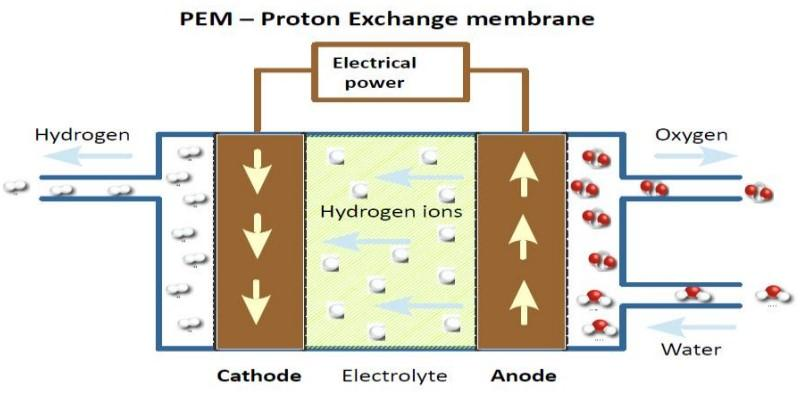 PEM – Proton Exchange membrane
Electrical
power
Hydrogen
Oxygen
Hydrogen ions
Water
Cathode
Electrolyte
Anode